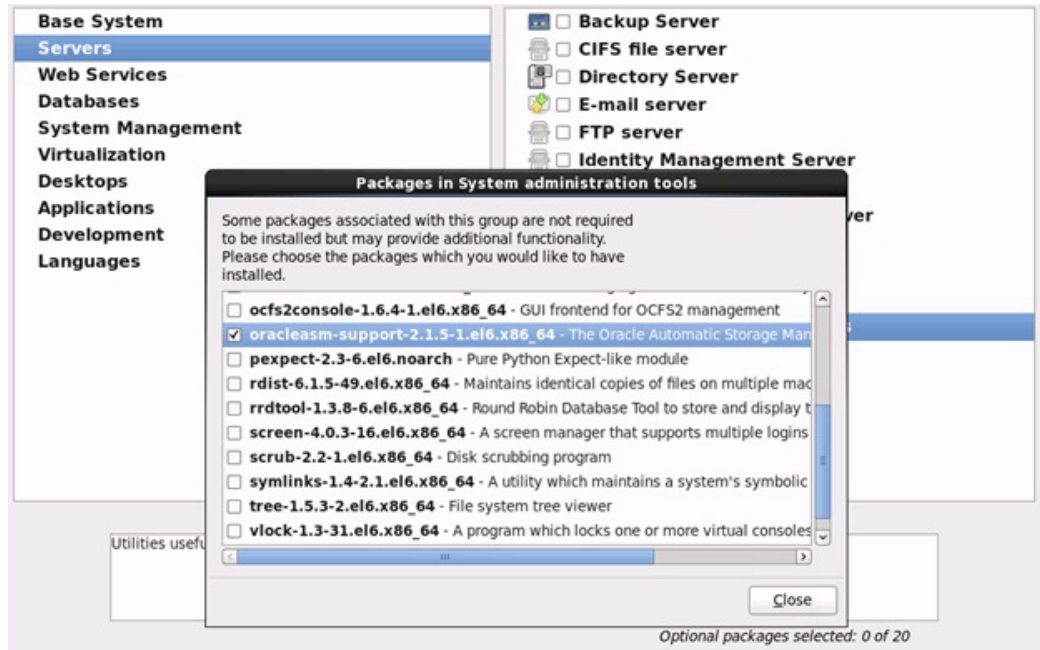 Base System
Servers
Web Services
Databases
System Management
Virtualization
Desktops
Applications
Development
Languages
Backup Server
CIFS file server
Directory Server
E-mail server
FTP server
Identity Management Server
Packages in System administration tools
Some packages associated with this group are not required
to be installed but may provide additional functionality.
Please choose the packages which you would like to have
installed.
ocfs2console-1.6.4-1.el6.x86_64 - GUI frontend for OCFS2 management
oracleasm-support-2.1.5-1.el6.x86_64 - The Oracle Automatic Storage Man
pexpect-2.3-6.el6.noarch - Pure Python Expect-like module
rdist-6.1.5-49.el6.x86_64 - Maintains identical copies of files on multiple mac
rrdtool-1.3.8-6.el6.x86_64 - Round Robin Database Tool to store and display t
screen-4.0.3-16.el6.x86_64 - A screen manager that supports multiple logins
scrub-2.2-1.el6.x86_64 - Disk scrubbing program
symlinks-1.4-2.1.el6.x86_64 - A utility which maintains a system's symbolic
tree-1.5.3-2.el6.x86_64 - File system tree viewer
vlock-1.3-31.el6.x86_64 - A program which locks one or more virtual consoles
ver
Utilities usefu
Close
Optional packages selected: 0 of 20